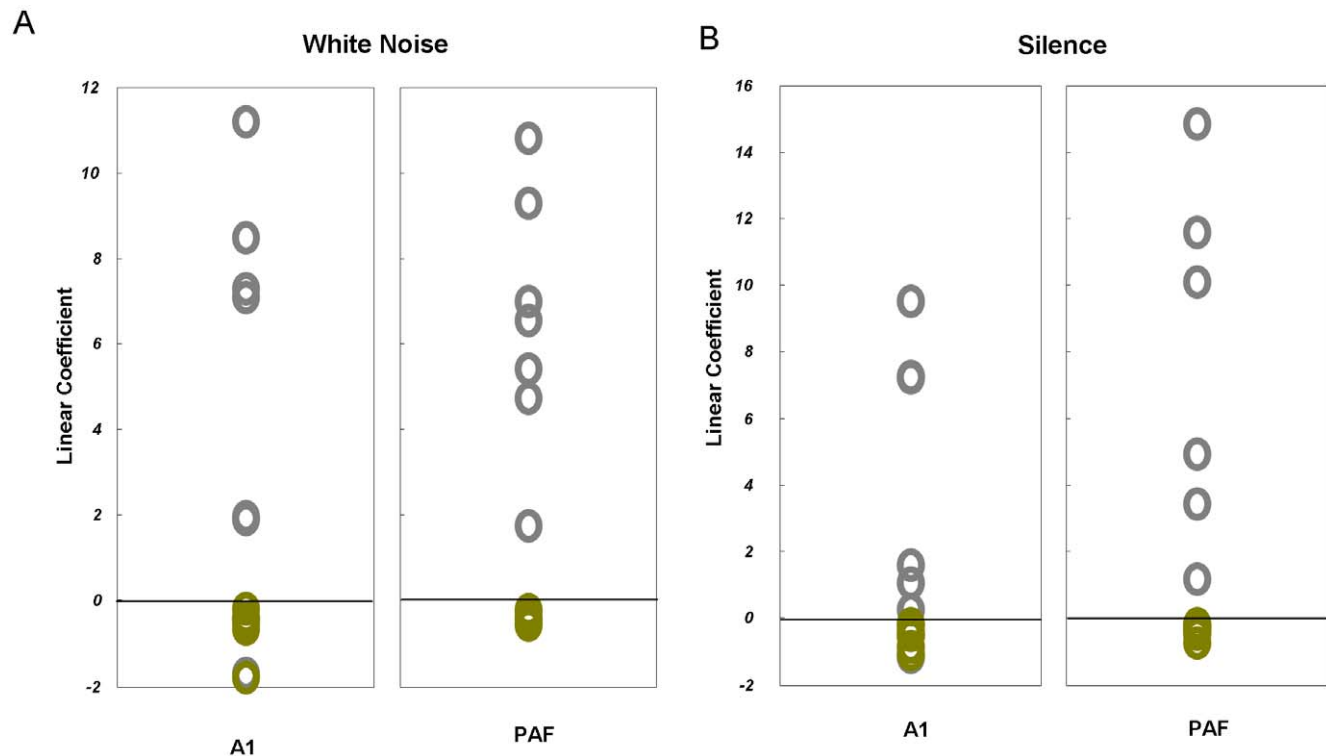 A
White Noise
Linear Coefficient
12
10
8
6
4
2
0
-2
A1
PAF
B
Silence
Linear Coefficient
16
14
12
10
8
6
4
2
0
-2
A1
PAF